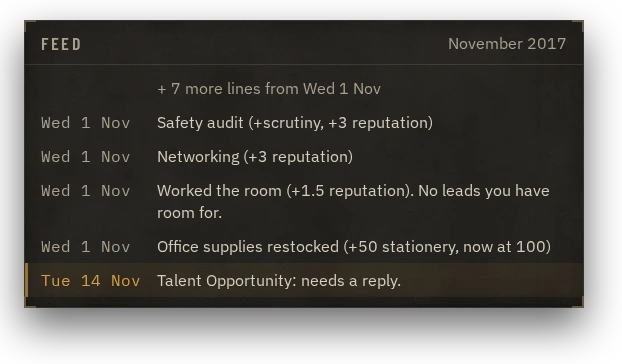 FEED November 2017
+ 7 more lines from Wed 1 Nov
Wed 1 Nov Safety audit (+scrutiny, +3 reputation)
Wed 1 Nov Networking (+3 reputation)
Wed 1 Nov Worked the room (+1.5 reputation). No leads you have
room for.
Wed 1 Nov Office supplies restocked (+50 stationery, now at 100)
Tue 14 Nov Talent Opportunity: needs a reply.